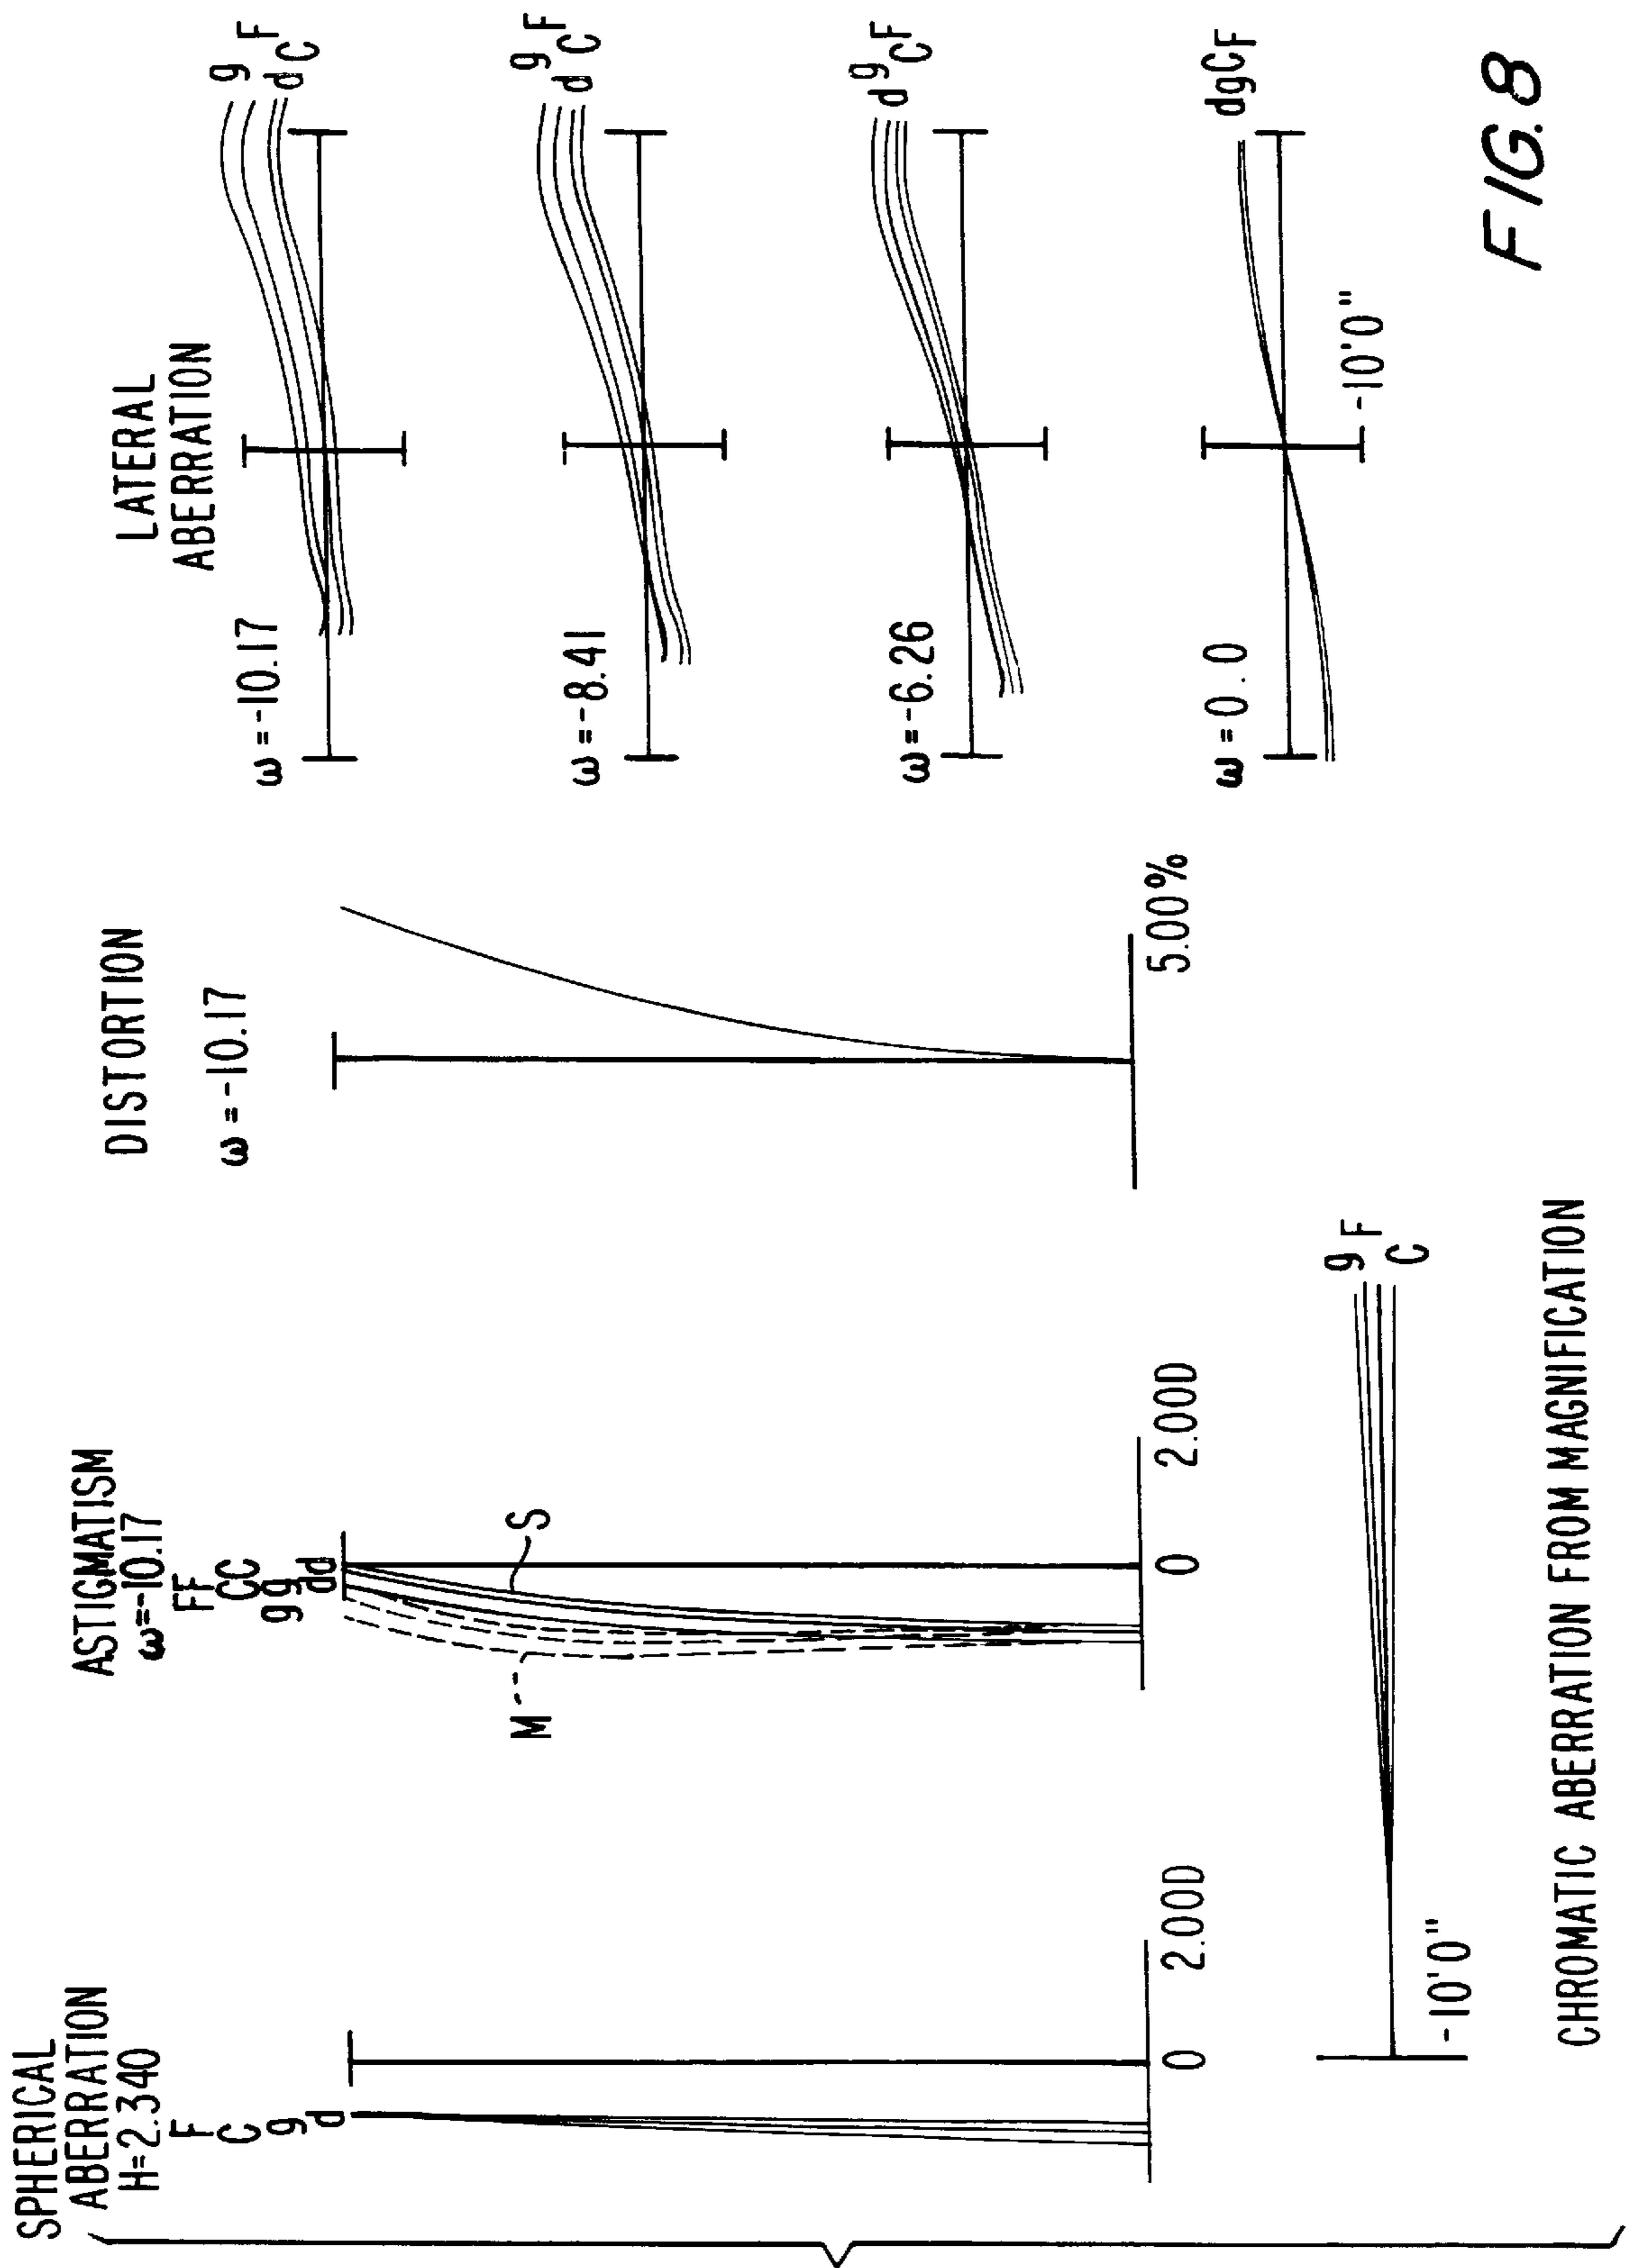 SPHERICAL
ABERRATION
H=2.340
F
C
g
d
0
2.00D
ASTIGMATISM
ω=-10.17
FF
CC
gg
dd
S
M
0
2.00D
DISTORTION
ω=-10.17
5.00%
LATERAL
ABERRATION
ω=-10.17
g
F
d
C
ω=-8.41
g
F
d
C
ω=-6.26
d
g
C
F
ω=0.0
dgCF
-10'0"
-10'0"
g
F
C
CHROMATIC ABERRATION FROM MAGNIFICATION
FIG.8